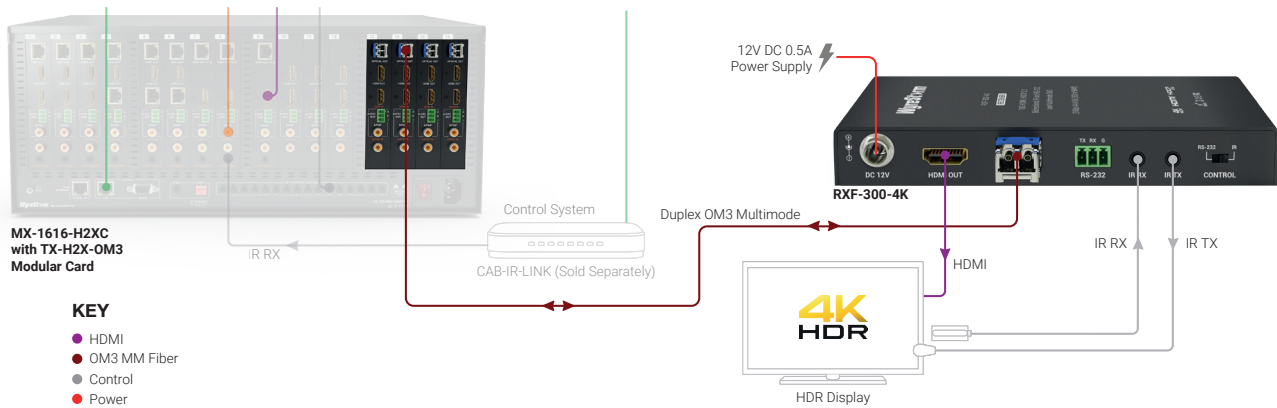 12V DC 0.5A
Power Supply
WyreStorm
TX RX G
RS-232 IR
DC 12V
HDMI OUT
RS-232
IR RX
IR TX
CONTROL
RXF-300-4K
MX-1616-H2XC
with TX-H2X-OM3
Modular Card
IR RX
Control System
CAB-IR-LINK (Sold Separately)
Duplex OM3 Multimode
HDMI
IR RX
IR TX
4K
HDR
HDR Display
KEY
HDMI
OM3 MM Fiber
Control
Power